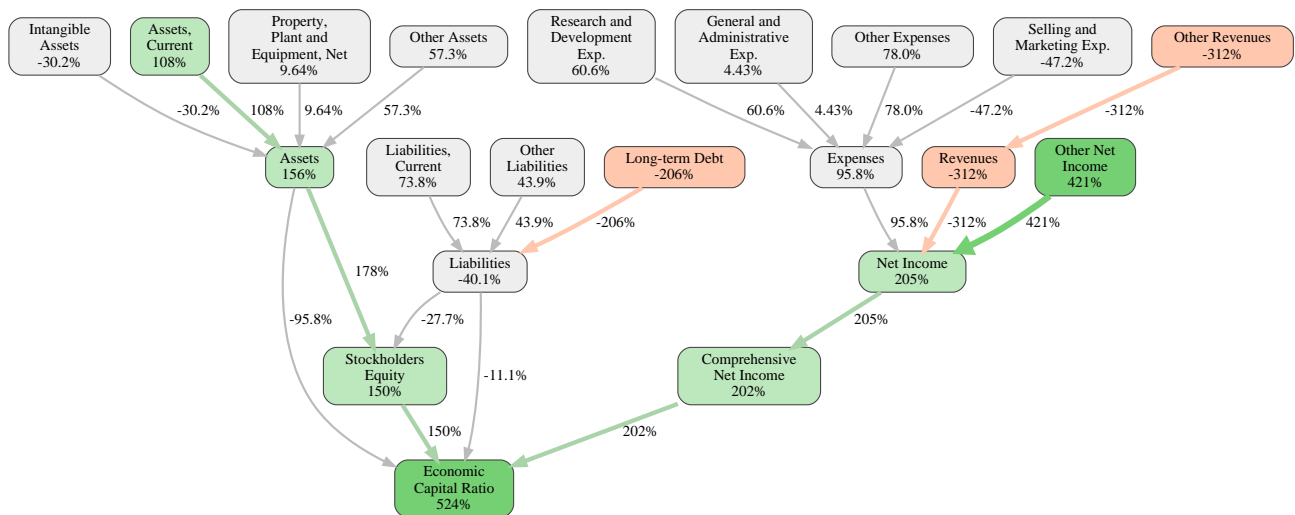 Intangible
Assets
-30.2%
Assets,
Current
108%
Property,
Plant and
Equipment, Net
9.64%
Other Assets
57.3%
Research and
Development
Exp.
60.6%
General and
Administrative
Exp.
4.43%
Other Expenses
78.0%
Selling and
Marketing Exp.
-47.2%
Other Revenues
-312%
-30.2%
108%
9.64%
57.3%
60.6%
4.43%
78.0%
-47.2%
-312%
Assets
156%
Liabilities,
Current
73.8%
Other
Liabilities
43.9%
Long-term Debt
-206%
Expenses
95.8%
Revenues
-312%
Other Net
Income
421%
73.8%
43.9%
-206%
95.8%
-312%
421%
178%
Liabilities
-40.1%
Net Income
205%
-95.8%
-27.7%
205%
Stockholders
Equity
150%
-11.1%
Comprehensive
Net Income
202%
150%
202%
Economic
Capital Ratio
524%